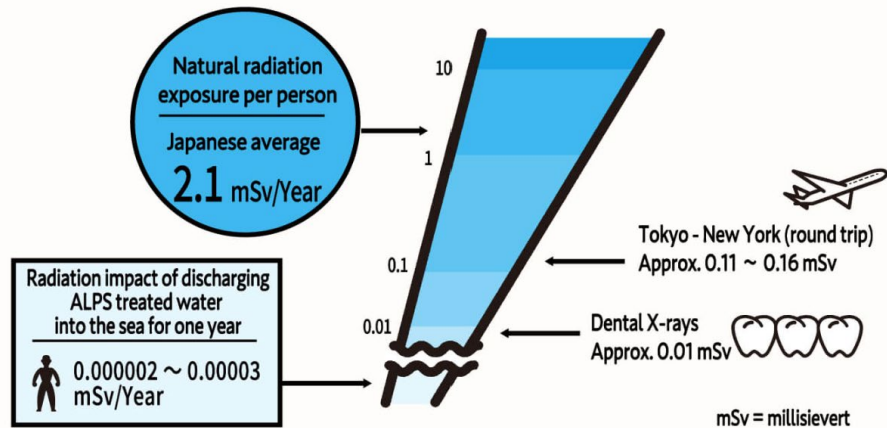 Natural radiation
exposure per person
Japanese average
2.1 mSv/Year
10
1
0.1
0.01
Tokyo - New York (round trip)
Approx. 0.11 ~ 0.16 mSv
Dental X-rays
Approx. 0.01 mSv
Radiation impact of discharging
ALPS treated water
into the sea for one year
0.000002 ~ 0.00003
mSv/Year
mSv = millisievert